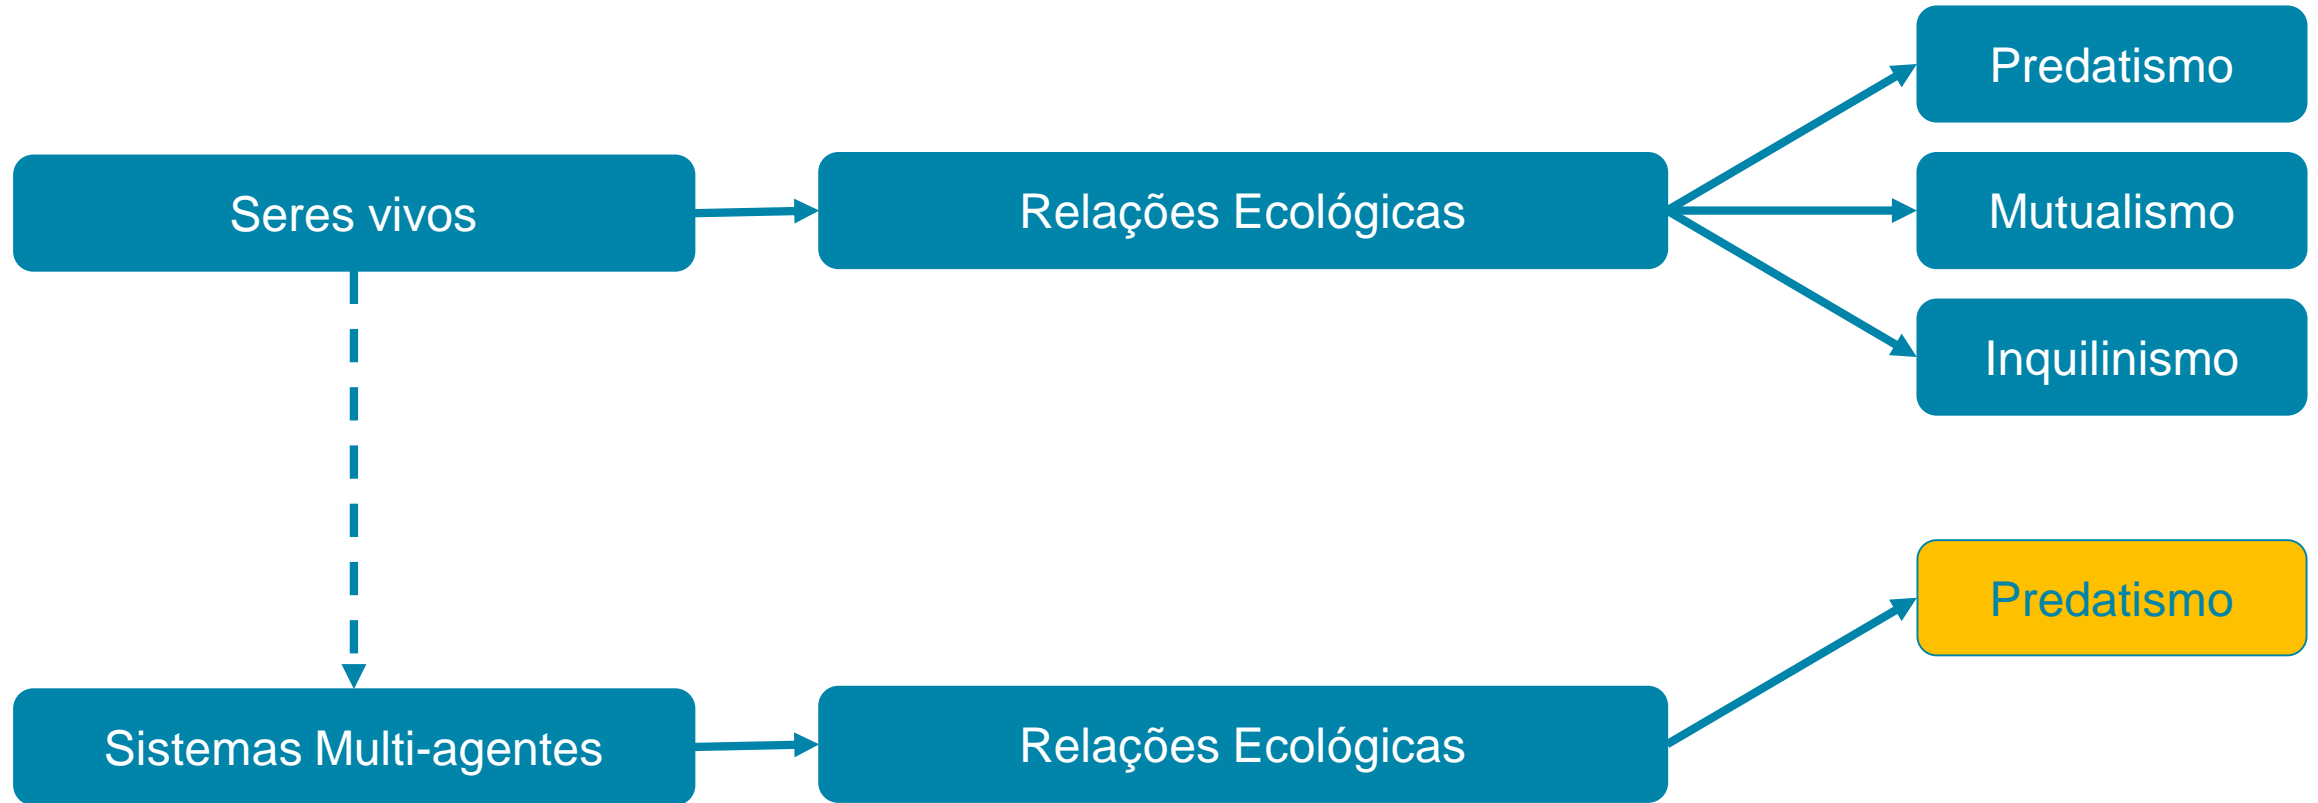 Seres vivos
Relações Ecológicas
Predatismo
Mutualismo
Inquilinismo
Sistemas Multi-agentes
Relações Ecológicas
Predatismo